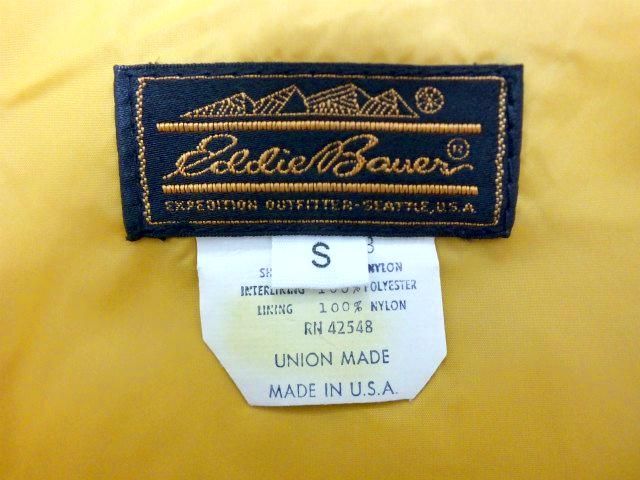 Eddie Bauer®
EXPEDITION OUTFITTER-SEATTLE, U.S.A
S
NYLON
INTERLINING 100% POLYESTER
LINING 100% NYLON
RN 42548
UNION MADE
MADE IN U.S.A.